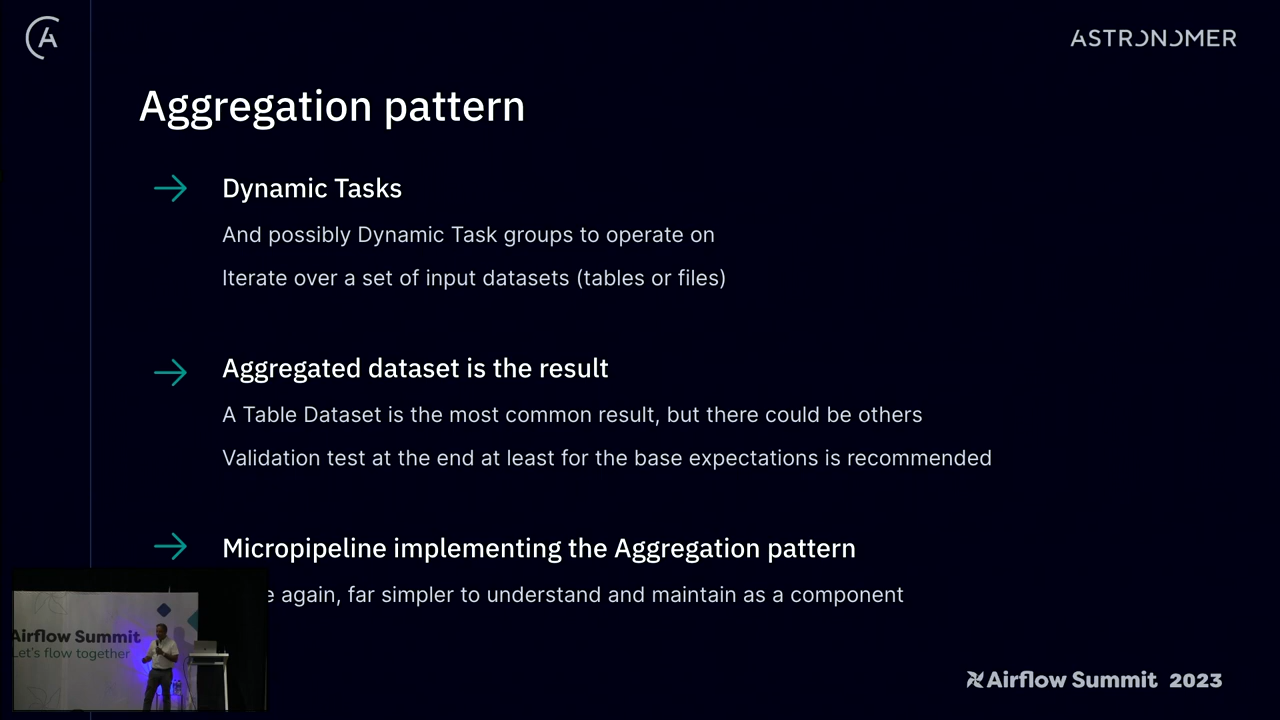 ASTRONOMER
Aggregation pattern
Dynamic Tasks
And possibly Dynamic Task groups to operate on
Iterate over a set of input datasets (tables or files)
Aggregated dataset is the result
A Table Dataset is the most common result, but there could be others
Validation test at the end at least for the base expectations is recommended
Micropipeline implementing the Aggregation pattern
again, far simpler to understand and maintain as a component
Airflow Summit
Let's flow together
Airflow Summit 2023